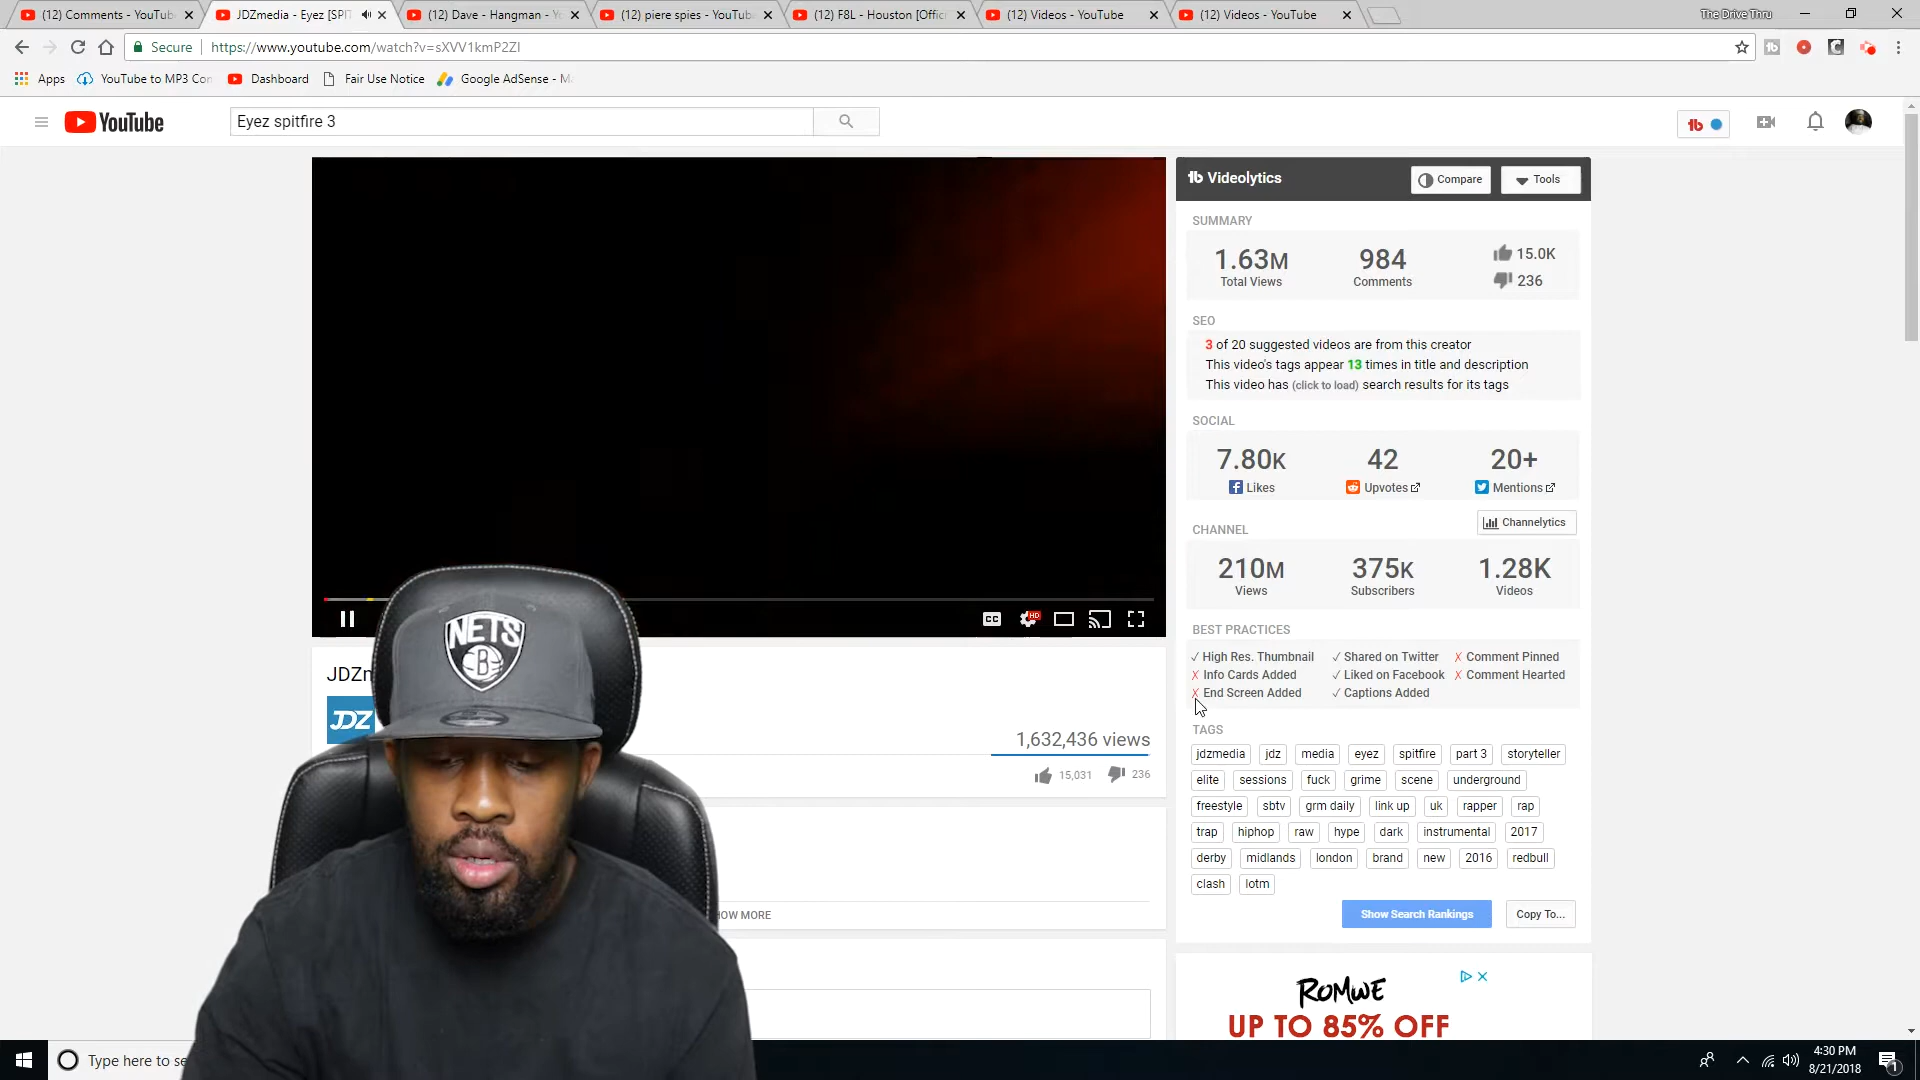 (12) Comments - YouTube
JDZmedia - Eyez [SPIT
(12) Dave - Hangman - Y
(12) piere spies - YouTub
(12) F8L - Houston [Offic
(12) Videos - YouTube
(12) Videos - YouTube
The Drive Thru
Secure
https://www.youtube.com/watch?v=sXVV1kmP2ZI
Apps
YouTube to MP3 Con
Dashboard
Fair Use Notice
Google AdSense - M
YouTube
Eyez spitfire 3
Videolytics
Compare
Tools
SUMMARY
1.63M
984
15.0K
Total Views
Comments
236
SEO
3 of 20 suggested videos are from this creator
This video's tags appear 13 times in title and description
This video has (click to load) search results for its tags
SOCIAL
7.80K
42
20+
Likes
Upvotes
Mentions
CHANNEL
Channelytics
210M
375K
1.28K
Views
Subscribers
Videos
BEST PRACTICES
High Res. Thumbnail
Shared on Twitter
Comment Pinned
Info Cards Added
Liked on Facebook
Comment Hearted
End Screen Added
Captions Added
CC
HD
NETS
B
JDZm
JDZ
1,632,436 views
15,031
236
HOW MORE
TAGS
jdzmedia jdz media eyez spitfire part 3 storyteller
elite sessions fuck grime scene underground
freestyle sbtv grm daily link up uk rapper rap
trap hiphop raw hype dark instrumental 2017
derby midlands london brand new 2016 redbull
clash lotm
Show Search Rankings
Copy To...
ROMWE
UP TO 85% OFF
Type here to se
4:30 PM
8/21/2018
1